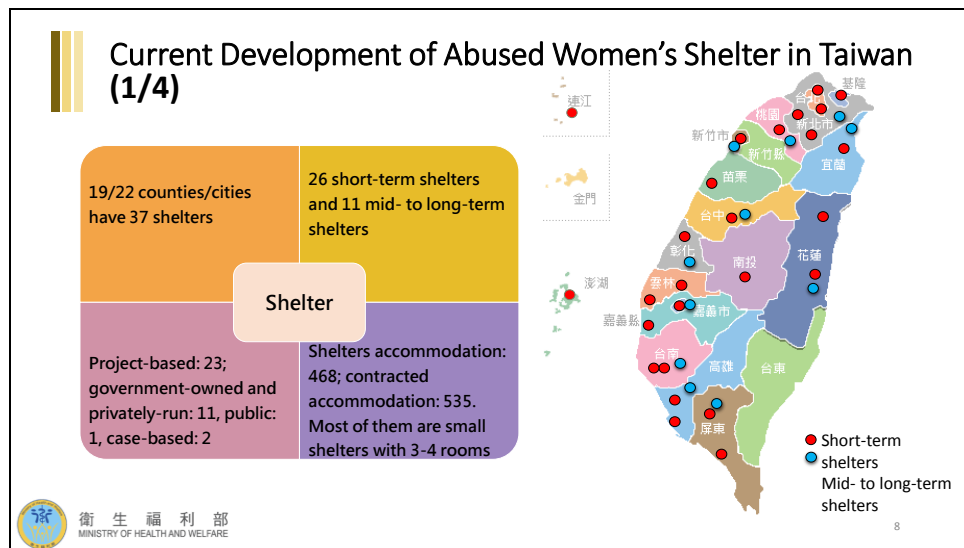 Current Development of Abused Women's Shelter in Taiwan
(1/4)
19/22 counties/cities
have 37 shelters
26 short-term shelters
and 11 mid- to long-term
shelters
Shelter
Project-based: 23;
government-owned and
privately-run: 11, public:
1, case-based: 2
Shelters accommodation:
468; contracted
accommodation: 535.
Most of them are small
shelters with 3-4 rooms
連江
金門
澎湖
基隆
台北
新北市
桃園
新竹市
新竹縣
宜蘭
苗栗
台中
彰化
南投
花蓮
雲林
嘉義市
嘉義縣
台南
高雄
台東
屏東
Short-term
shelters
Mid- to long-term
shelters
衛生福利部
MINISTRY OF HEALTH AND WELFARE
8